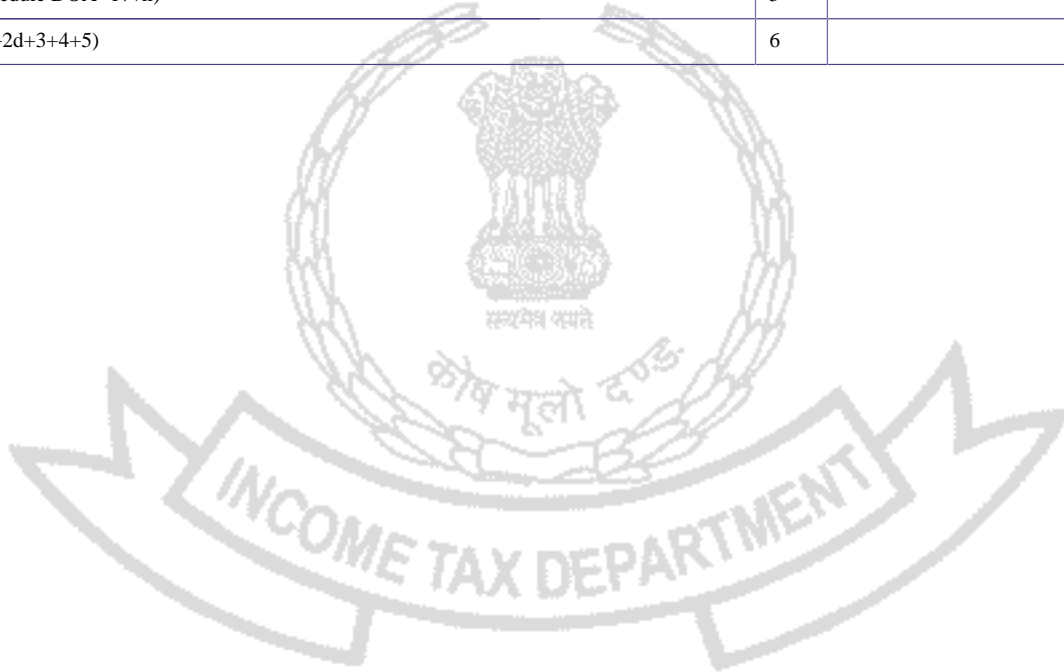 -2d+3+4+5)
6
सत्यमेव जयते
कोष मूलो दण्ड:
INCOME TAX DEPARTMENT